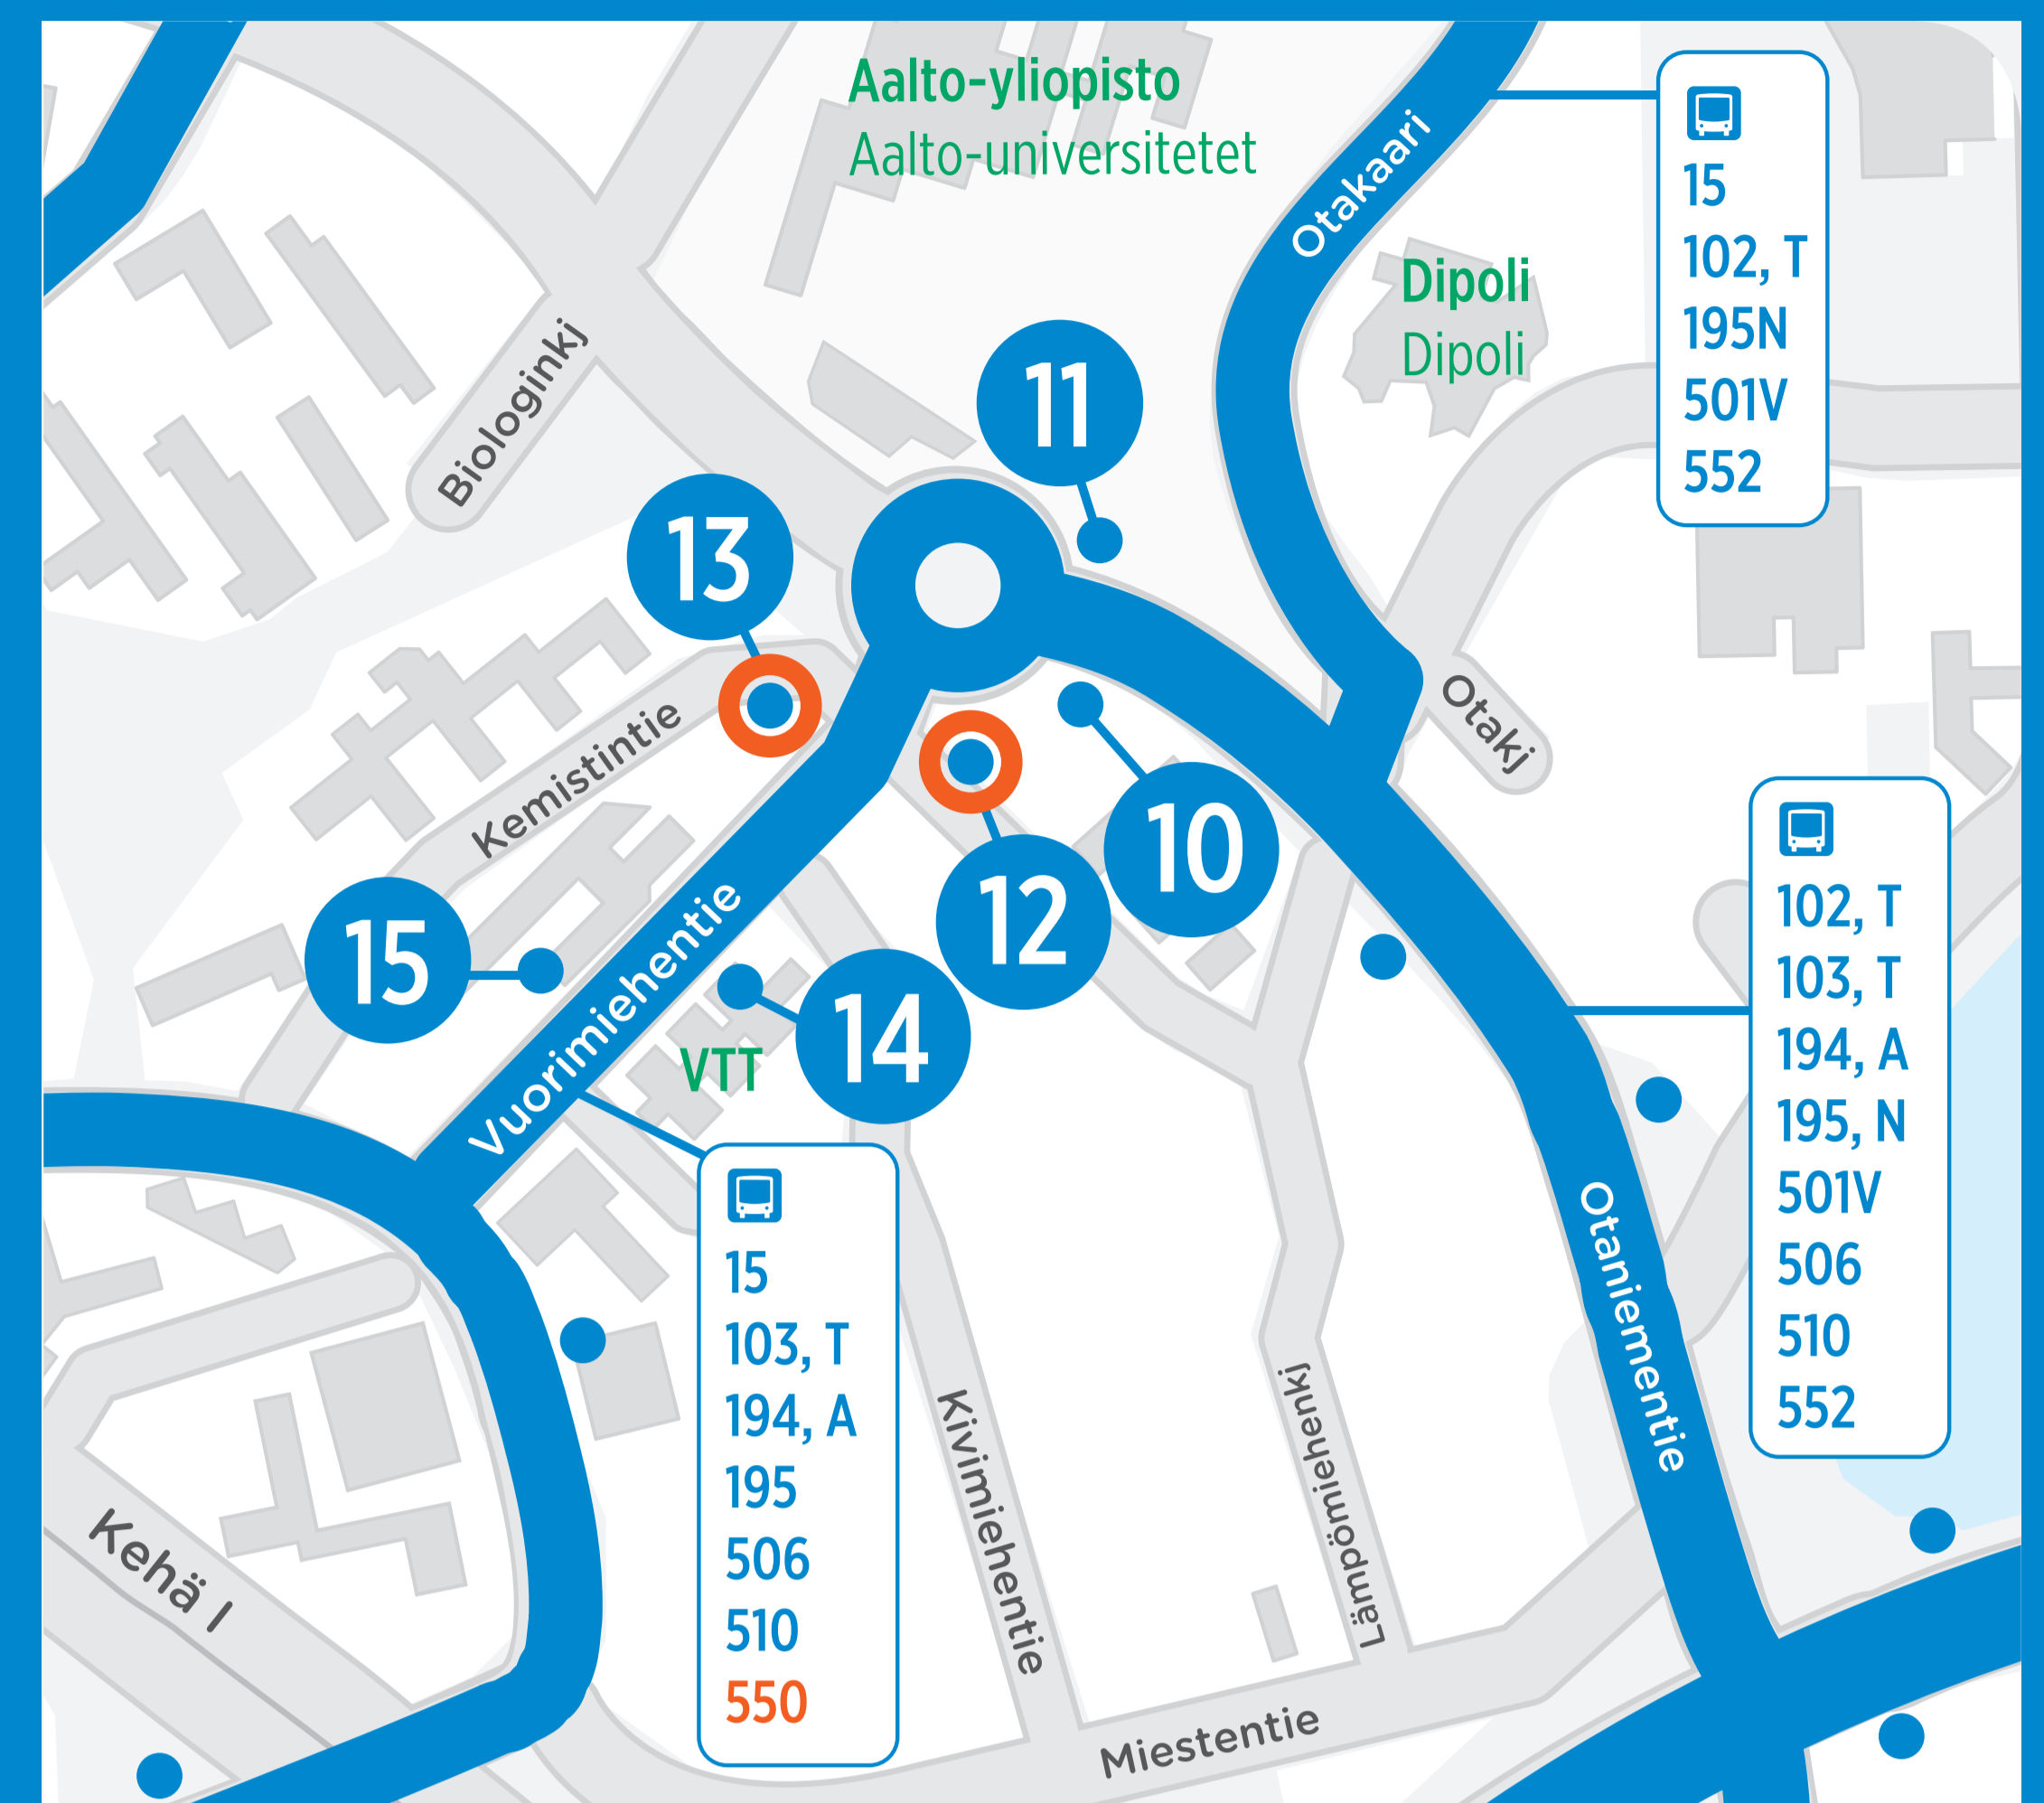 Aalto-yliopisto
Aalto-universitetet
Otakaari
Dipoli
Dipoli
15
102, T
195N
501V
552
Biologinkj
11
13
Otakj
Kemistintie
10
12
15
14
Vuorimiehentie
VTT
102, T
103, T
194, A
195, N
501V
506
510
552
Otaniementie
15
103, T
194, A
195
506
510
550
Kivimiehentie
Lämpömiehenkj
Kehä I
Miestentie